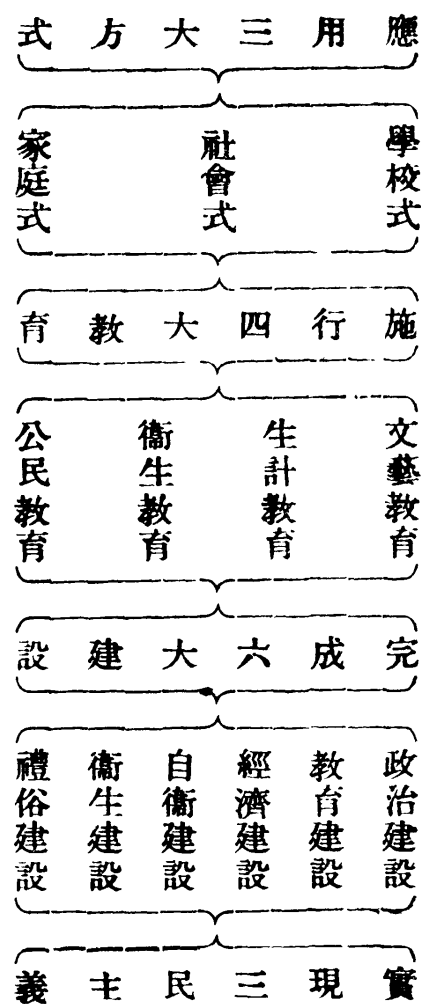 應用三大方式
學校式
社會式
家庭式
施行四大教育
文藝教育
生計教育
衞生教育
公民教育
完成六大建設
政治建設
教育建設
經濟建設
自衞建設
衞生建設
禮俗建設
實現三民主義